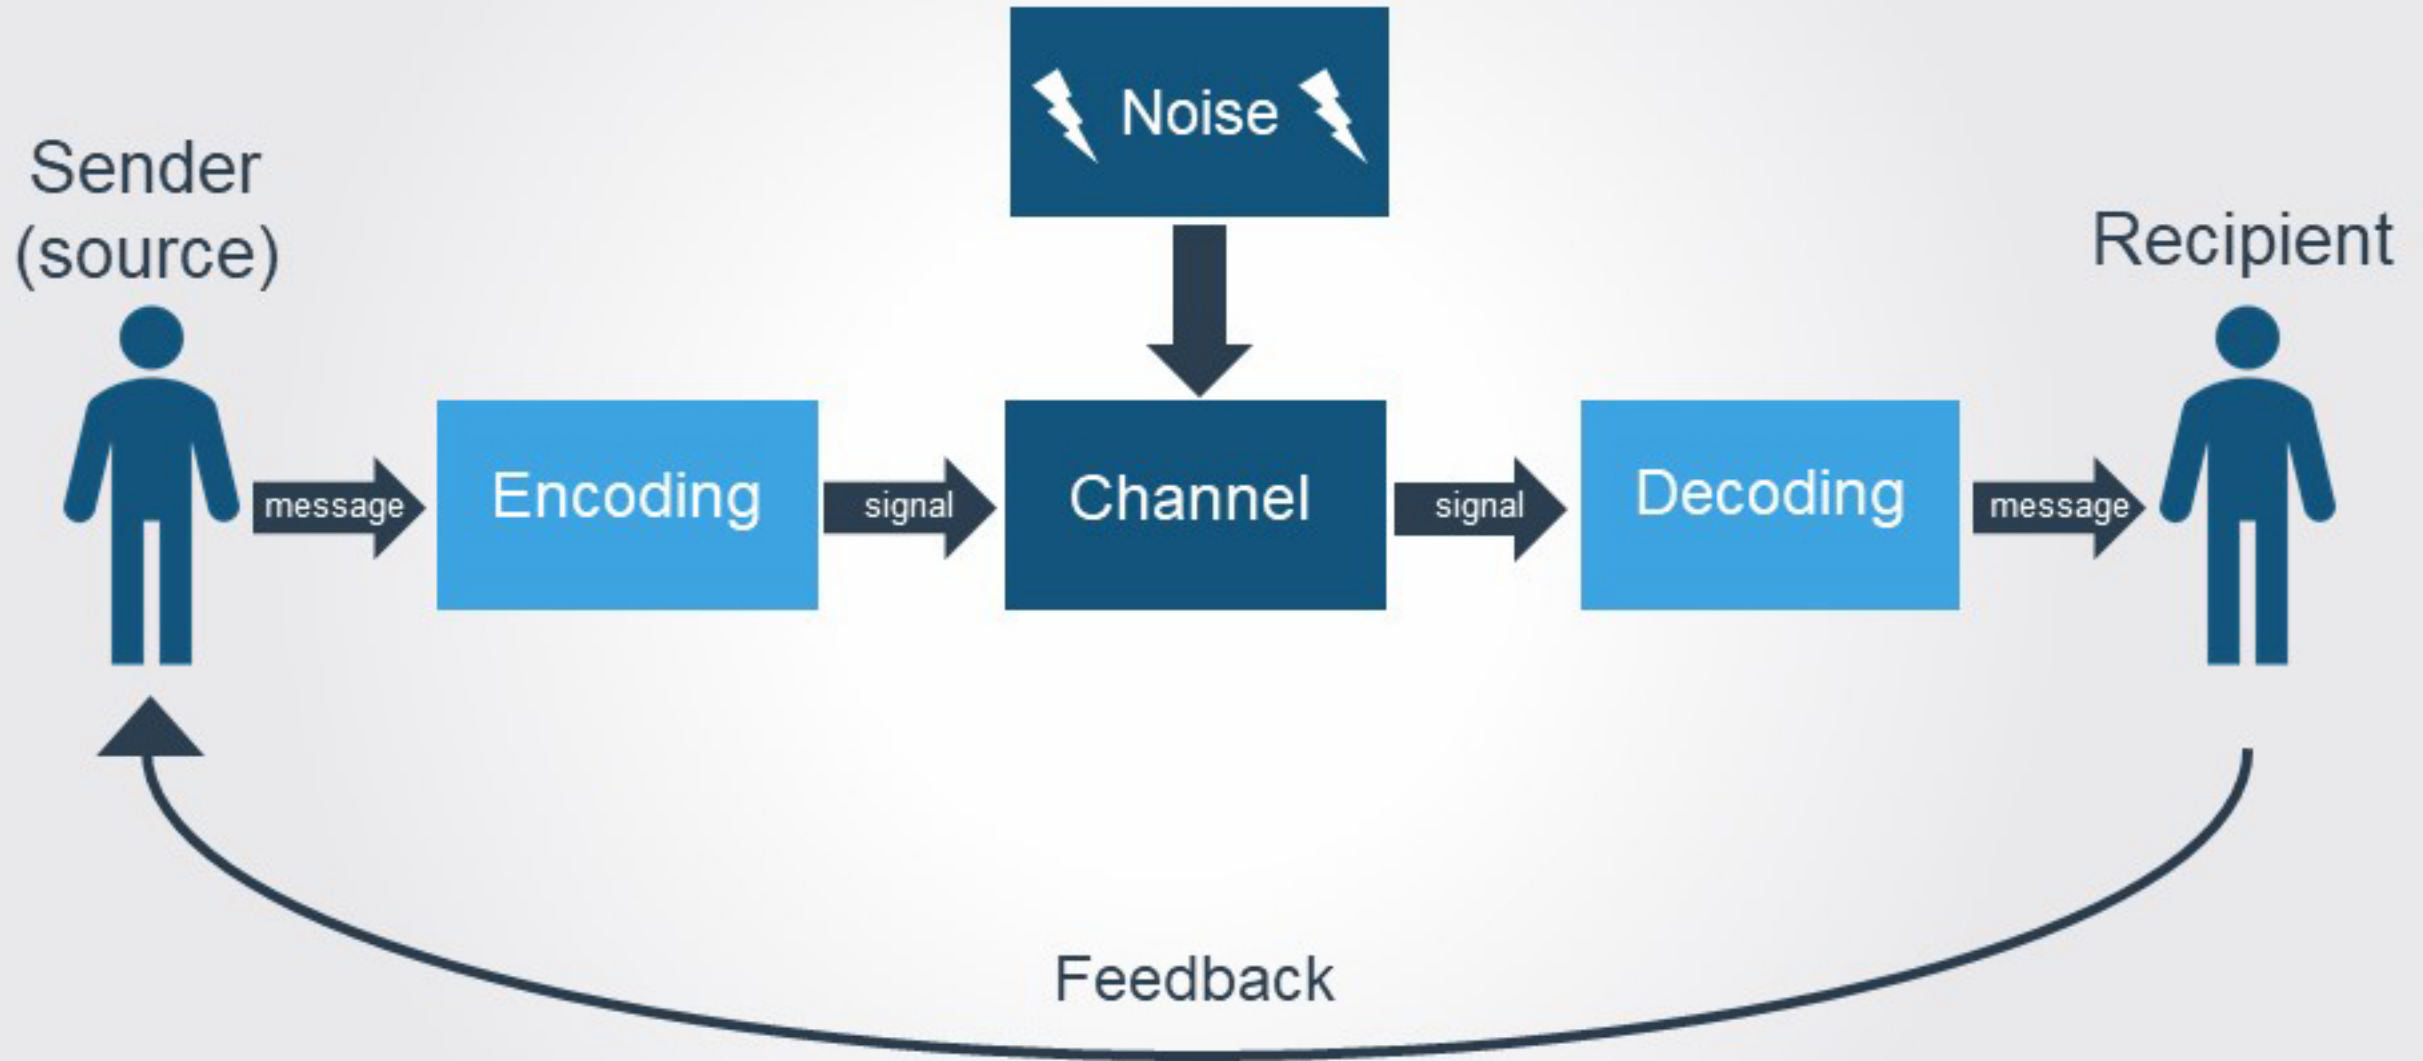 Noise
Sender
(source)
Recipient
message
Encoding
signal
Channel
signal
Decoding
message
Feedback